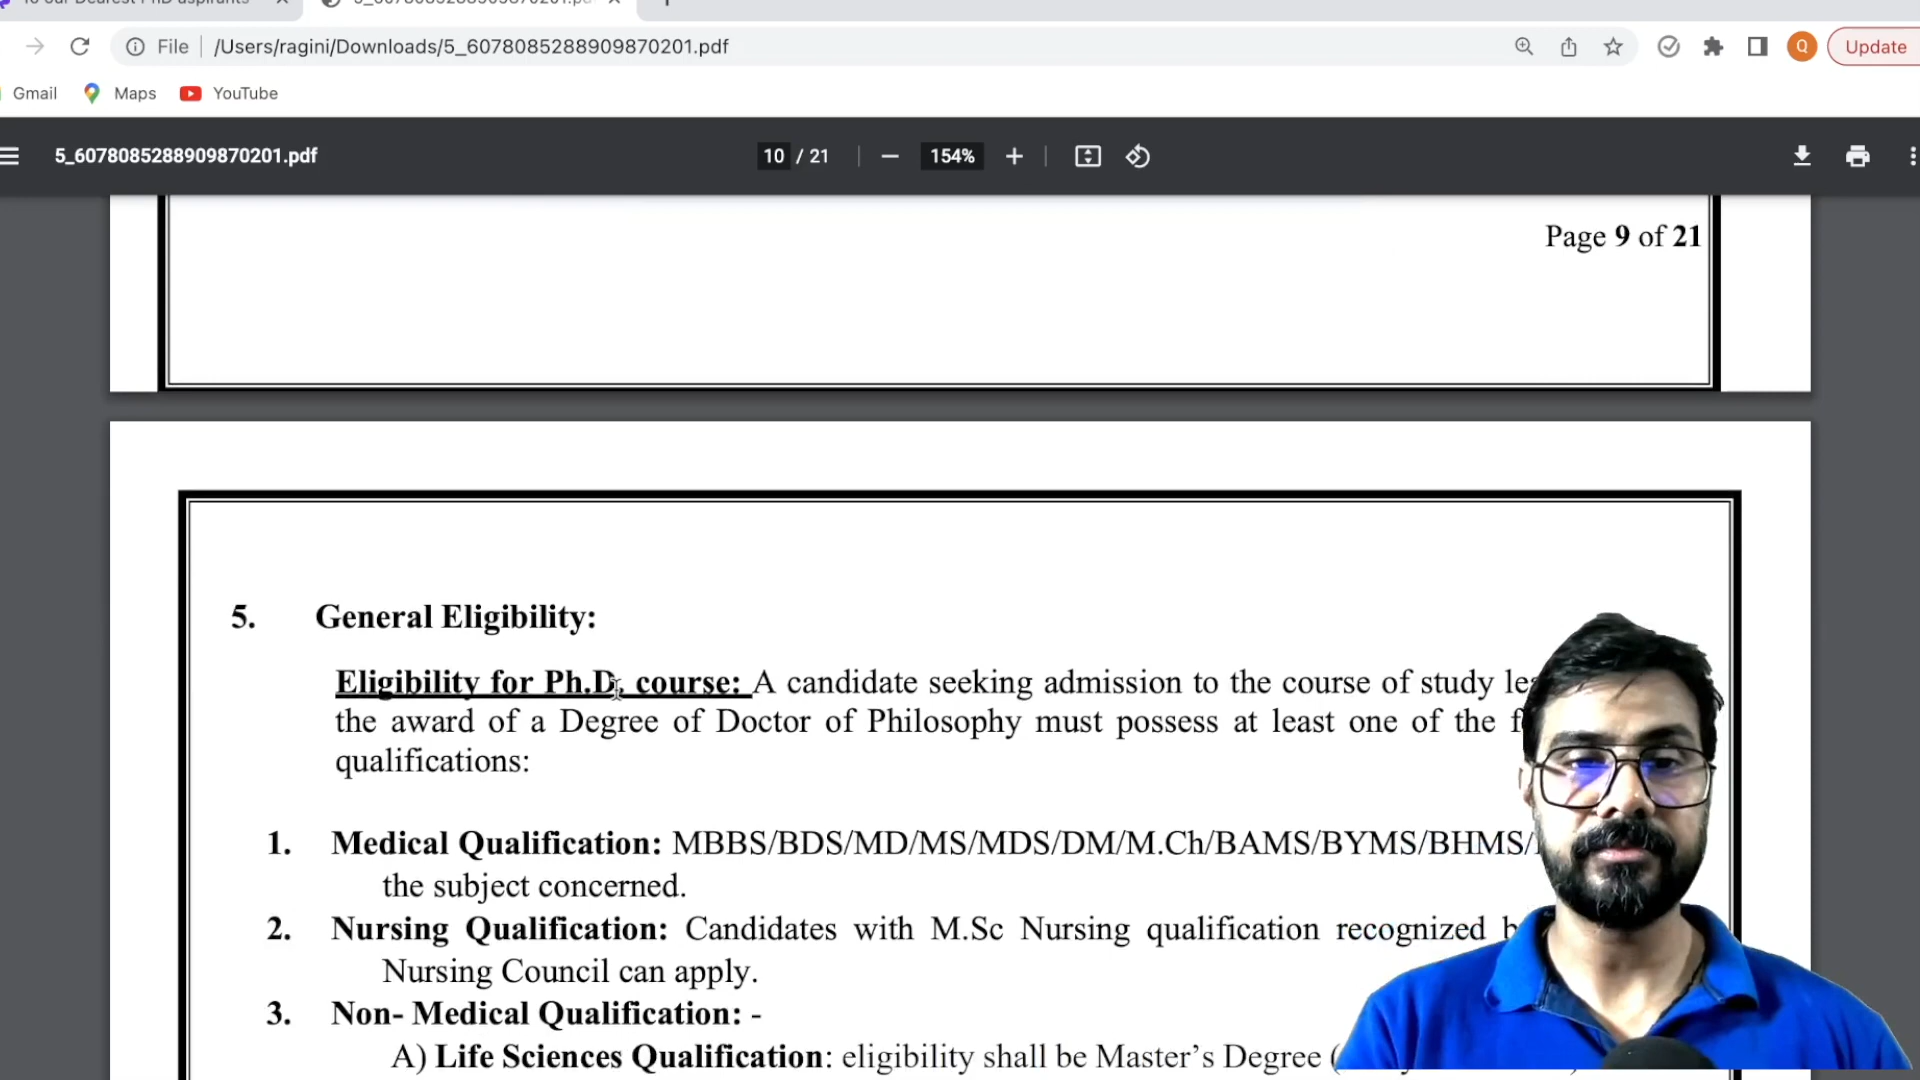 File /Users/ragini/Downloads/5_6078085288909870201.pdf
Q Update
Gmail Maps YouTube
5_6078085288909870201.pdf 10 / 21 154%
Page 9 of 21
5. General Eligibility:
Eligibility for Ph.D. course: A candidate seeking admission to the course of study
the award of a Degree of Doctor of Philosophy must possess at least one of the
qualifications:
1. Medical Qualification: MBBS/BDS/MD/MS/MDS/DM/M.Ch/BAMS/BYMS/BHMS/
the subject concerned.
2. Nursing Qualification: Candidates with M.Sc Nursing qualification recognized
Nursing Council can apply.
3. Non- Medical Qualification: -
A) Life Sciences Qualification: eligibility shall be Master's Degree (